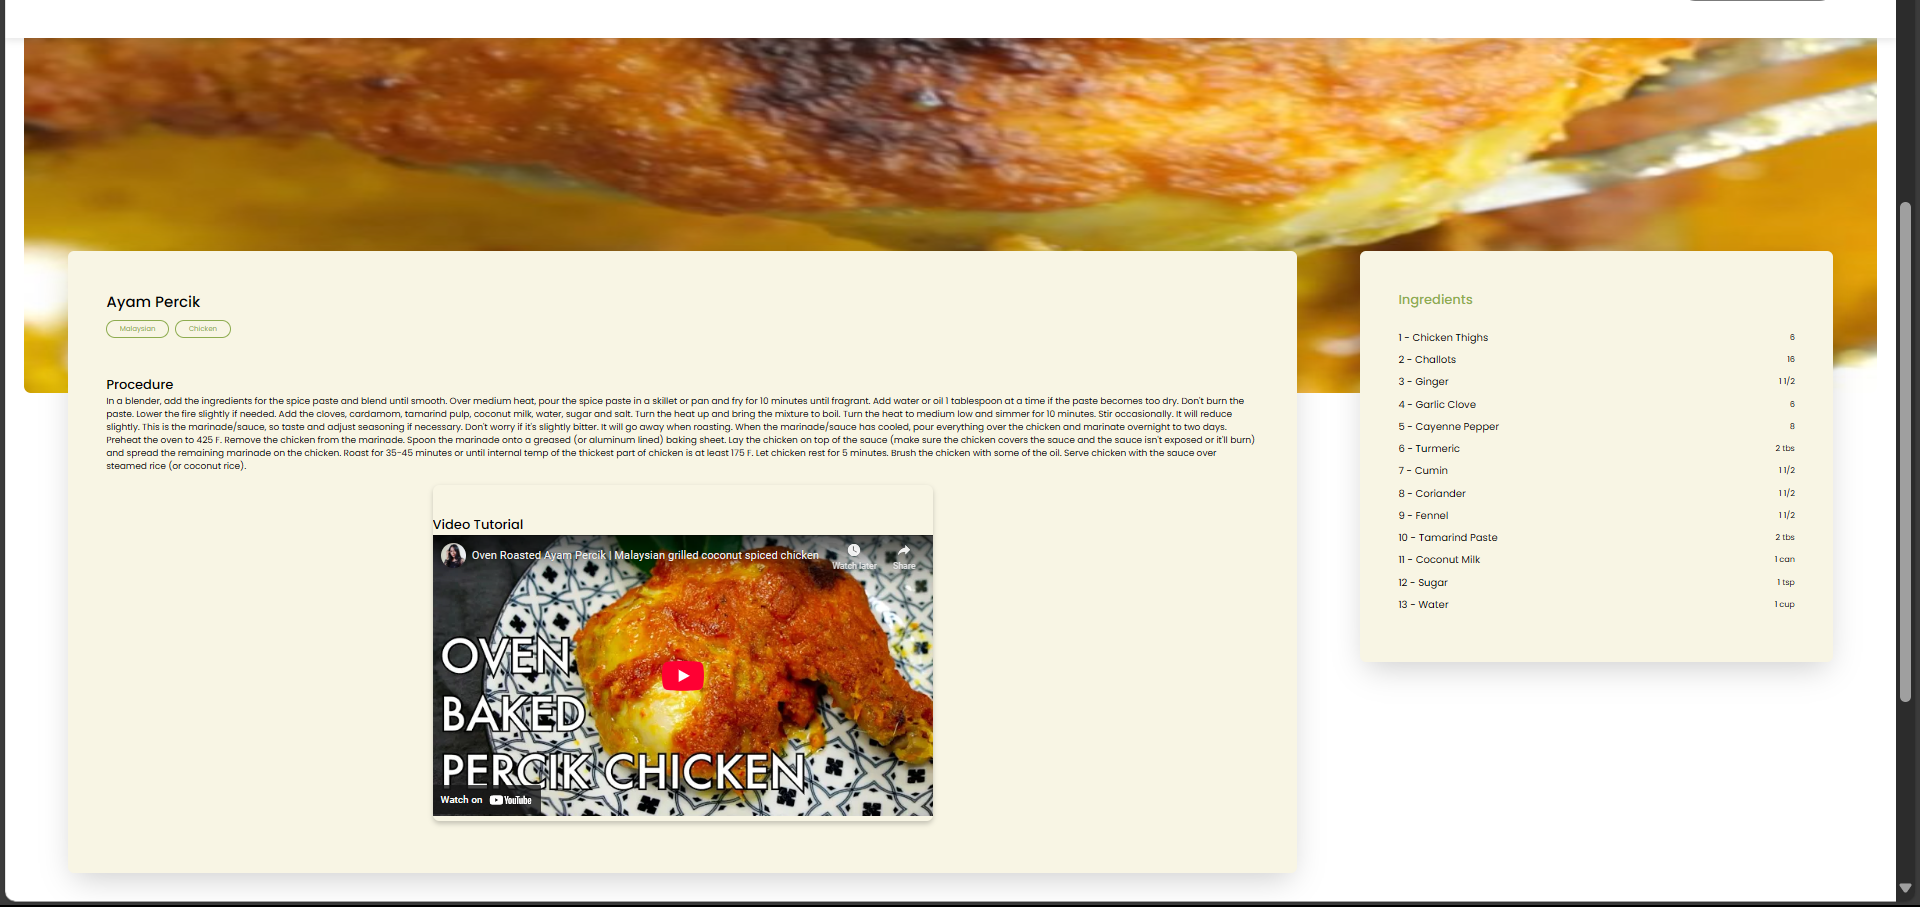 Ayam Percik
Malaysian Chicken
Procedure
In a blender, add the ingredients for the spice paste and blend until smooth. Over medium heat, pour the spice paste in a skillet or pan and fry for 10 minutes until fragrant. Add water or oil 1 tablespoon at a time if the paste becomes too dry. Don't burn the
paste. Lower the fire slightly if needed. Add the cloves, cardamom, tamarind pulp, coconut milk, water, sugar and salt. Turn the heat up and bring the mixture to boil. Turn the heat to medium low and simmer for 10 minutes. Stir occasionally. It will reduce
slightly. This is the marinade/sauce, so taste and adjust seasoning if necessary. Don't worry if it's slightly bitter. It will go away when roasting. When the marinade/sauce has cooled, pour everything over the chicken and marinate overnight to two days.
Preheat the oven to 425 F. Remove the chicken from the marinade. Spoon the marinade onto a greased (or aluminum lined) baking sheet. Lay the chicken on top of the sauce (make sure the chicken covers the sauce and the sauce isn't exposed or it'll burn)
and spread the remaining marinade on the chicken. Roast for 35-45 minutes or until internal temp of the thickest part of chicken is at least 175 F. Let chicken rest for 5 minutes. Brush the chicken with some of the oil. Serve chicken with the sauce over
steamed rice (or coconut rice).
Video Tutorial
Oven Roasted Ayam Percik | Malaysian grilled coconut spiced chicken
Watch later Share
OVEN
BAKED
PERCIK CHICKEN
Watch on YouTube
Ingredients
1 - Chicken Thighs 6
2 - Challots 16
3 - Ginger 1 1/2
4 - Garlic Clove 6
5 - Cayenne Pepper 8
6 - Turmeric 2 tbs
7 - Cumin 1 1/2
8 - Coriander 1 1/2
9 - Fennel 1 1/2
10 - Tamarind Paste 2 tbs
11 - Coconut Milk 1 can
12 - Sugar 1 tsp
13 - Water 1 cup